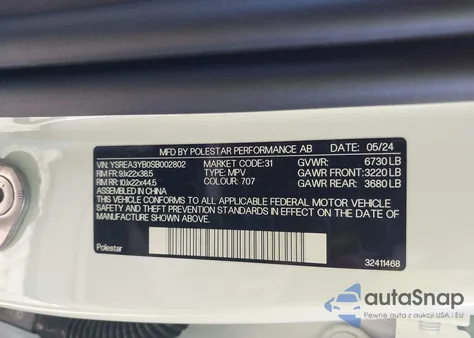 MFD BY POLESTAR PERFORMANCE AB DATE: 05/24
VIN: YSREA3YB0SB002802 MARKET CODE:31 GVWR: 6730 LB
RIM FR: 9Jx22x38.5 TYPE: MPV GAWR FRONT: 3220 LB
RIM RR: 10Jx22x44.5 COLOUR: 707 GAWR REAR: 3680 LB
ASSEMBLED IN CHINA
THIS VEHICLE CONFORMS TO ALL APPLICABLE FEDERAL MOTOR VEHICLE
SAFETY AND THEFT PREVENTION STANDARDS IN EFFECT ON THE DATE OF
MANUFACTURE SHOWN ABOVE.
Polestar
32411468
autoSnap
Pewne auta z aukcji USA i EU